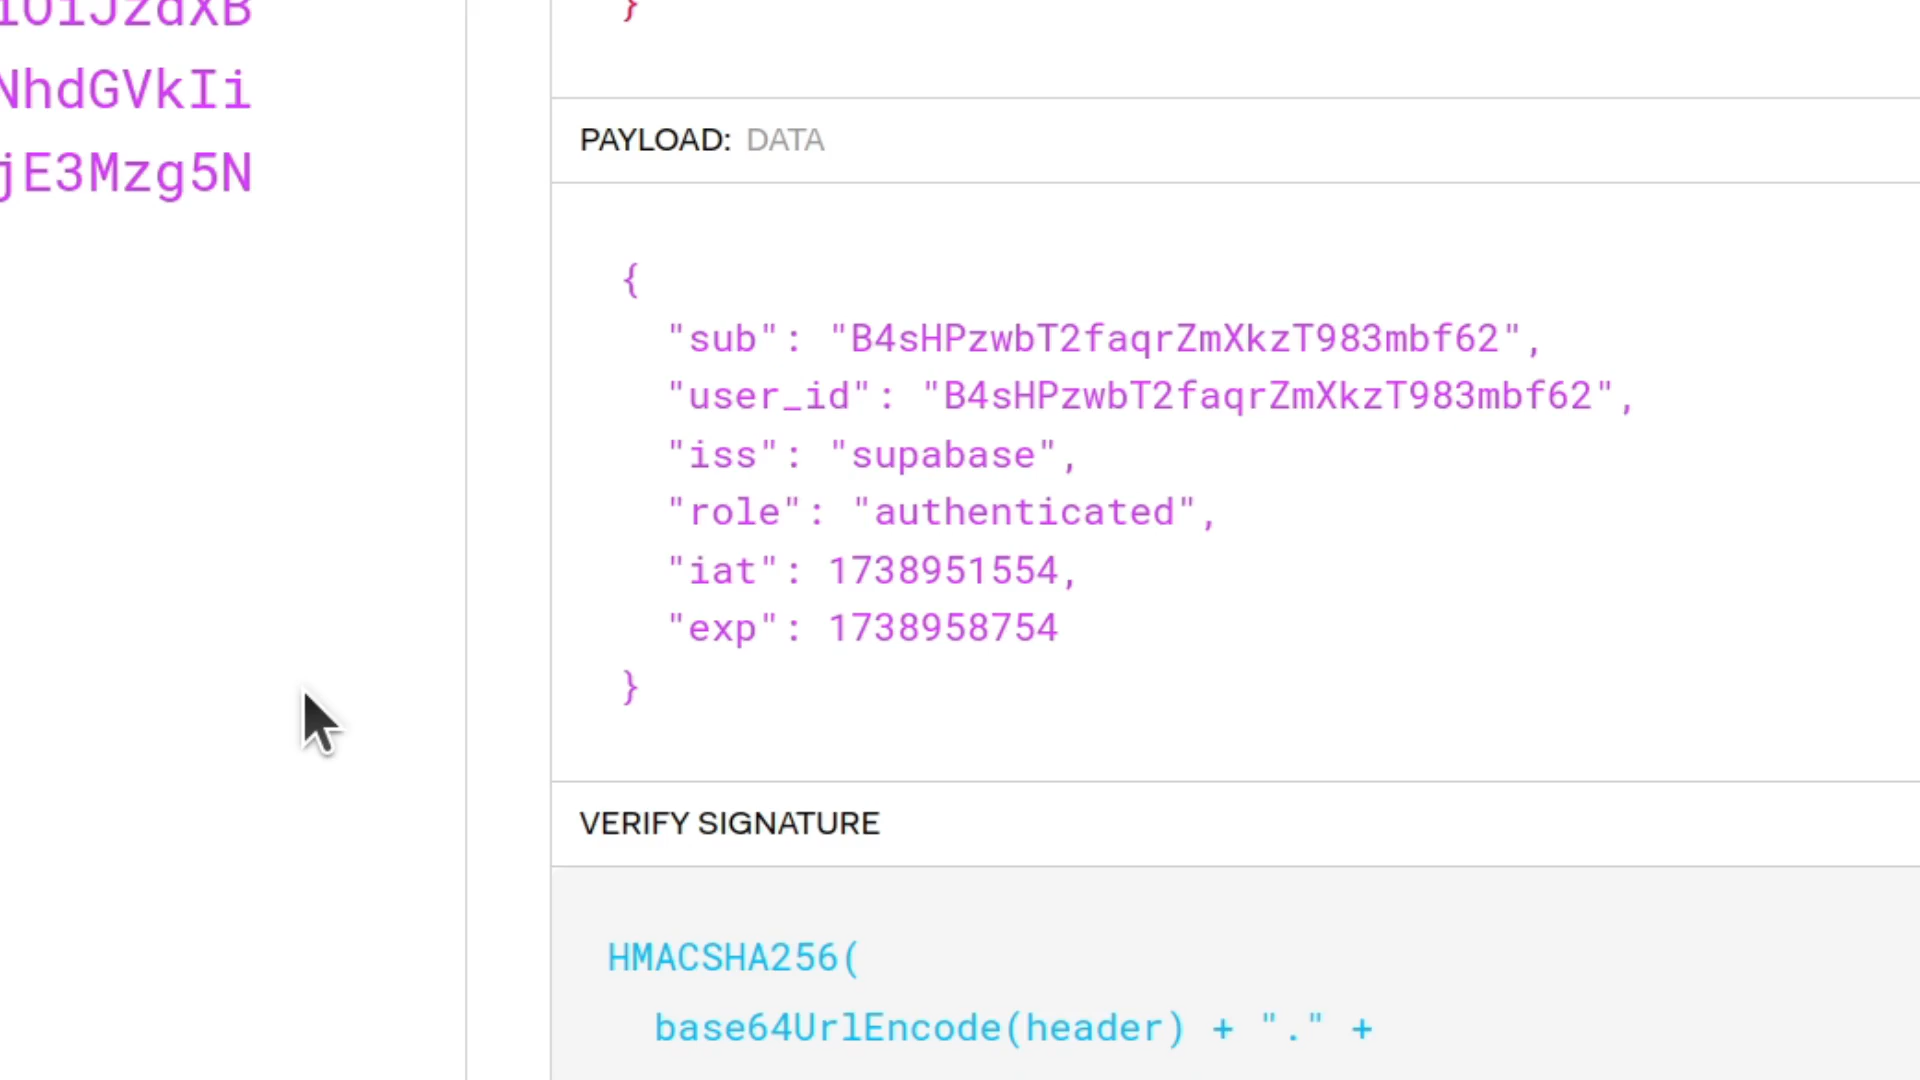 iOiJzdXB
NhdGVkIi
jE3Mzg5N
}
PAYLOAD: DATA
{
"sub": "B4sHPzwbT2faqrZmXkzT983mbf62",
"user_id": "B4sHPzwbT2faqrZmXkzT983mbf62",
"iss": "supabase",
"role": "authenticated",
"iat": 1738951554,
"exp": 1738958754
}
VERIFY SIGNATURE
HMACSHA256(
base64UrlEncode(header) + "." +